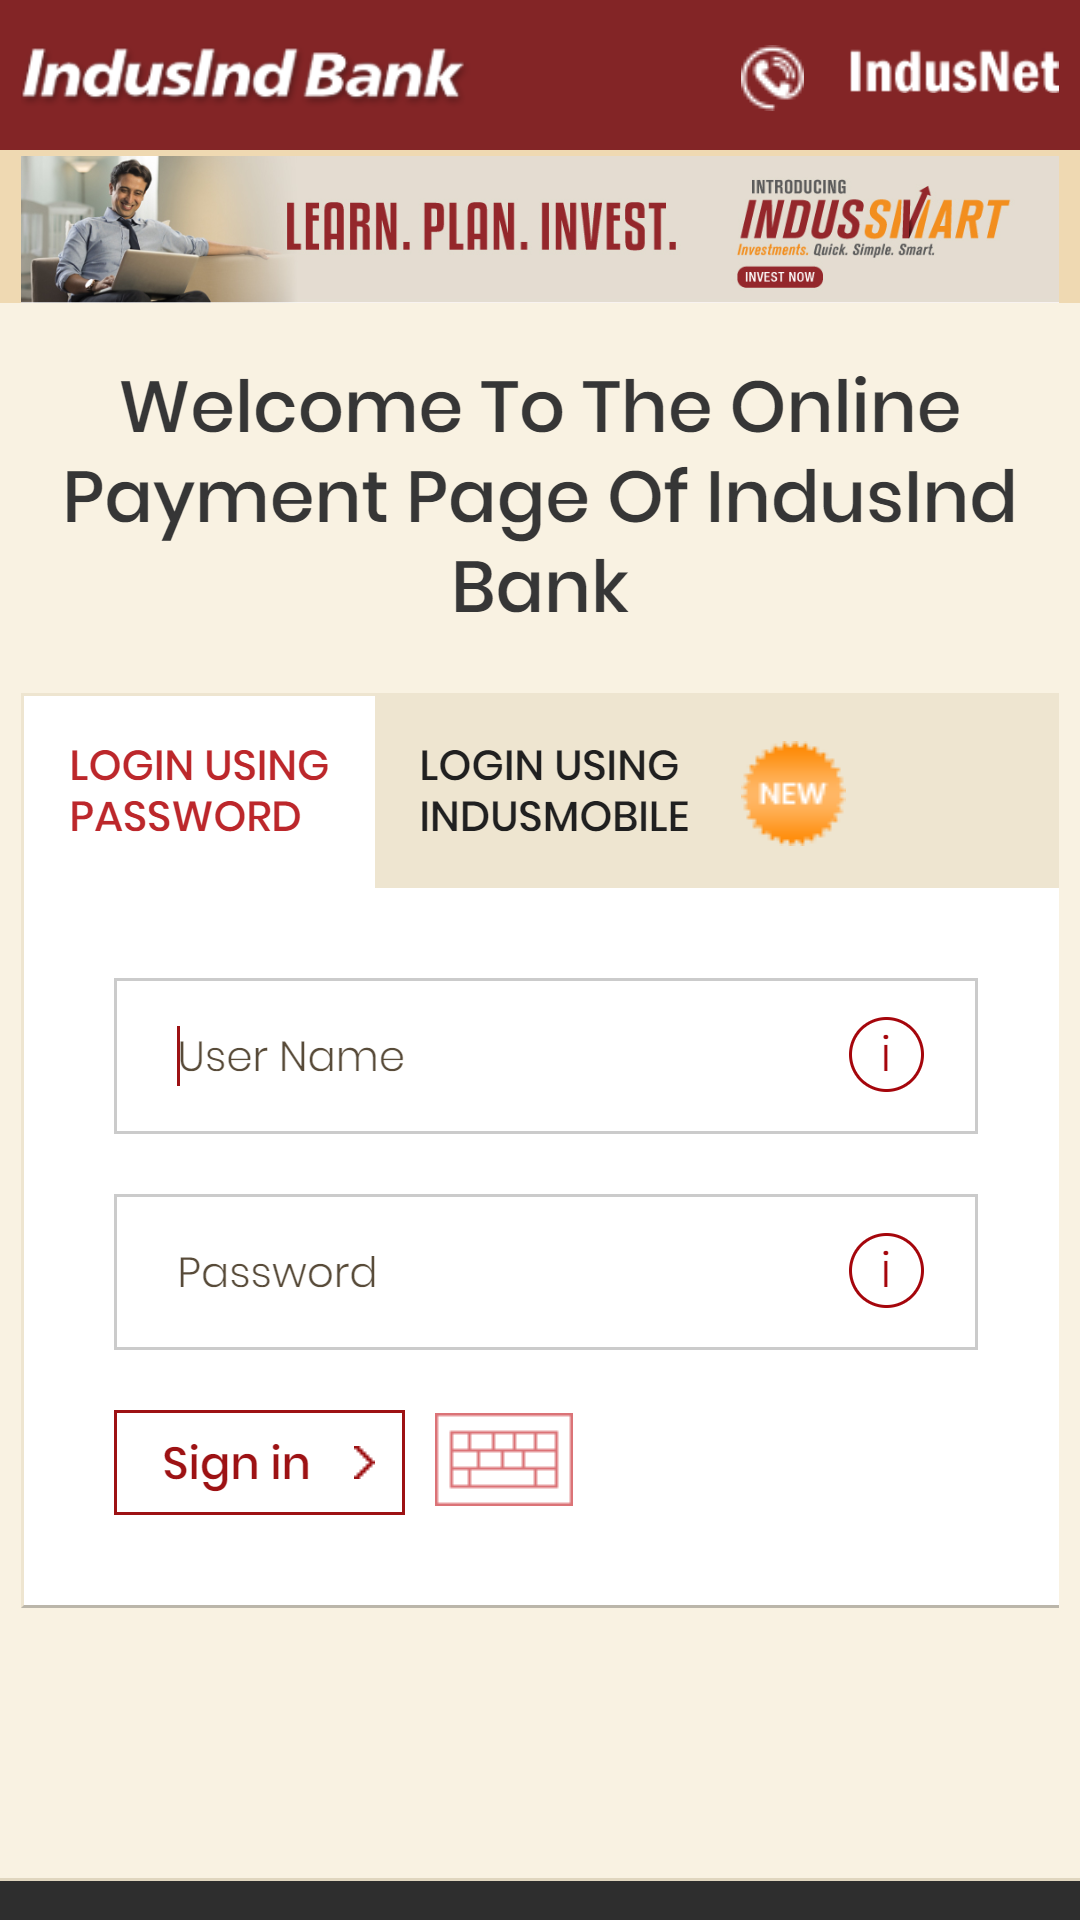 IndusInd Bank
IndusNet
LEARN. PLAN. INVEST.
INTRODUCING
INDUSSMART
Investments. Quick. Simple. Smart.
INVEST NOW
Welcome To The Online
Payment Page Of IndusInd
Bank
LOGIN USING
PASSWORD
LOGIN USING
INDUSMOBILE
NEW
User Name
i
Password
i
Sign in